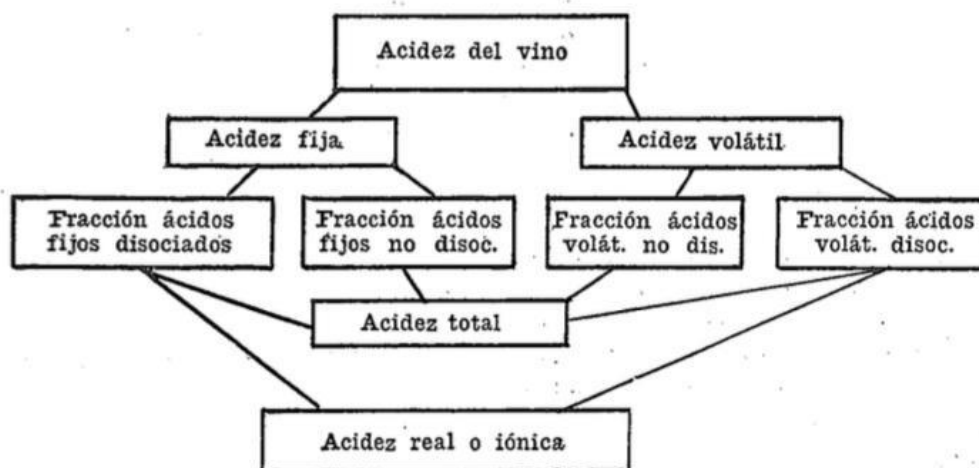 Acidez del vino
Acidez fija
Acidez volátil
Fracción ácidos
fijos disociados
Fracción ácidos
fijos no disoc.
Fracción ácidos
volát. no dis.
Fracción ácidos
volát. disoc.
Acidez total
Acidez real o iónica